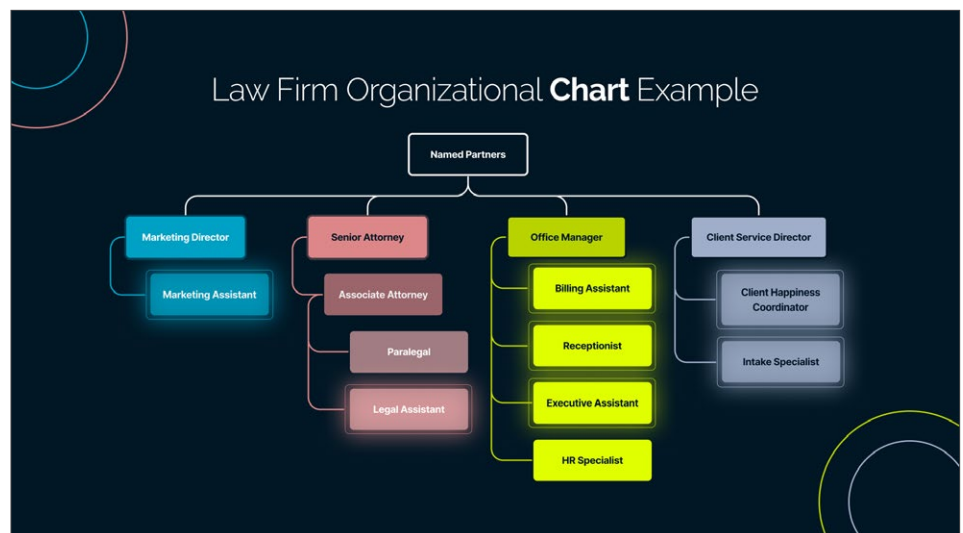 Law Firm Organizational Chart Example
Named Partners
Marketing Director
Marketing Assistant
Senior Attorney
Associate Attorney
Paralegal
Legal Assistant
Office Manager
Billing Assistant
Receptionist
Executive Assistant
HR Specialist
Client Service Director
Client Happiness
Coordinator
Intake Specialist